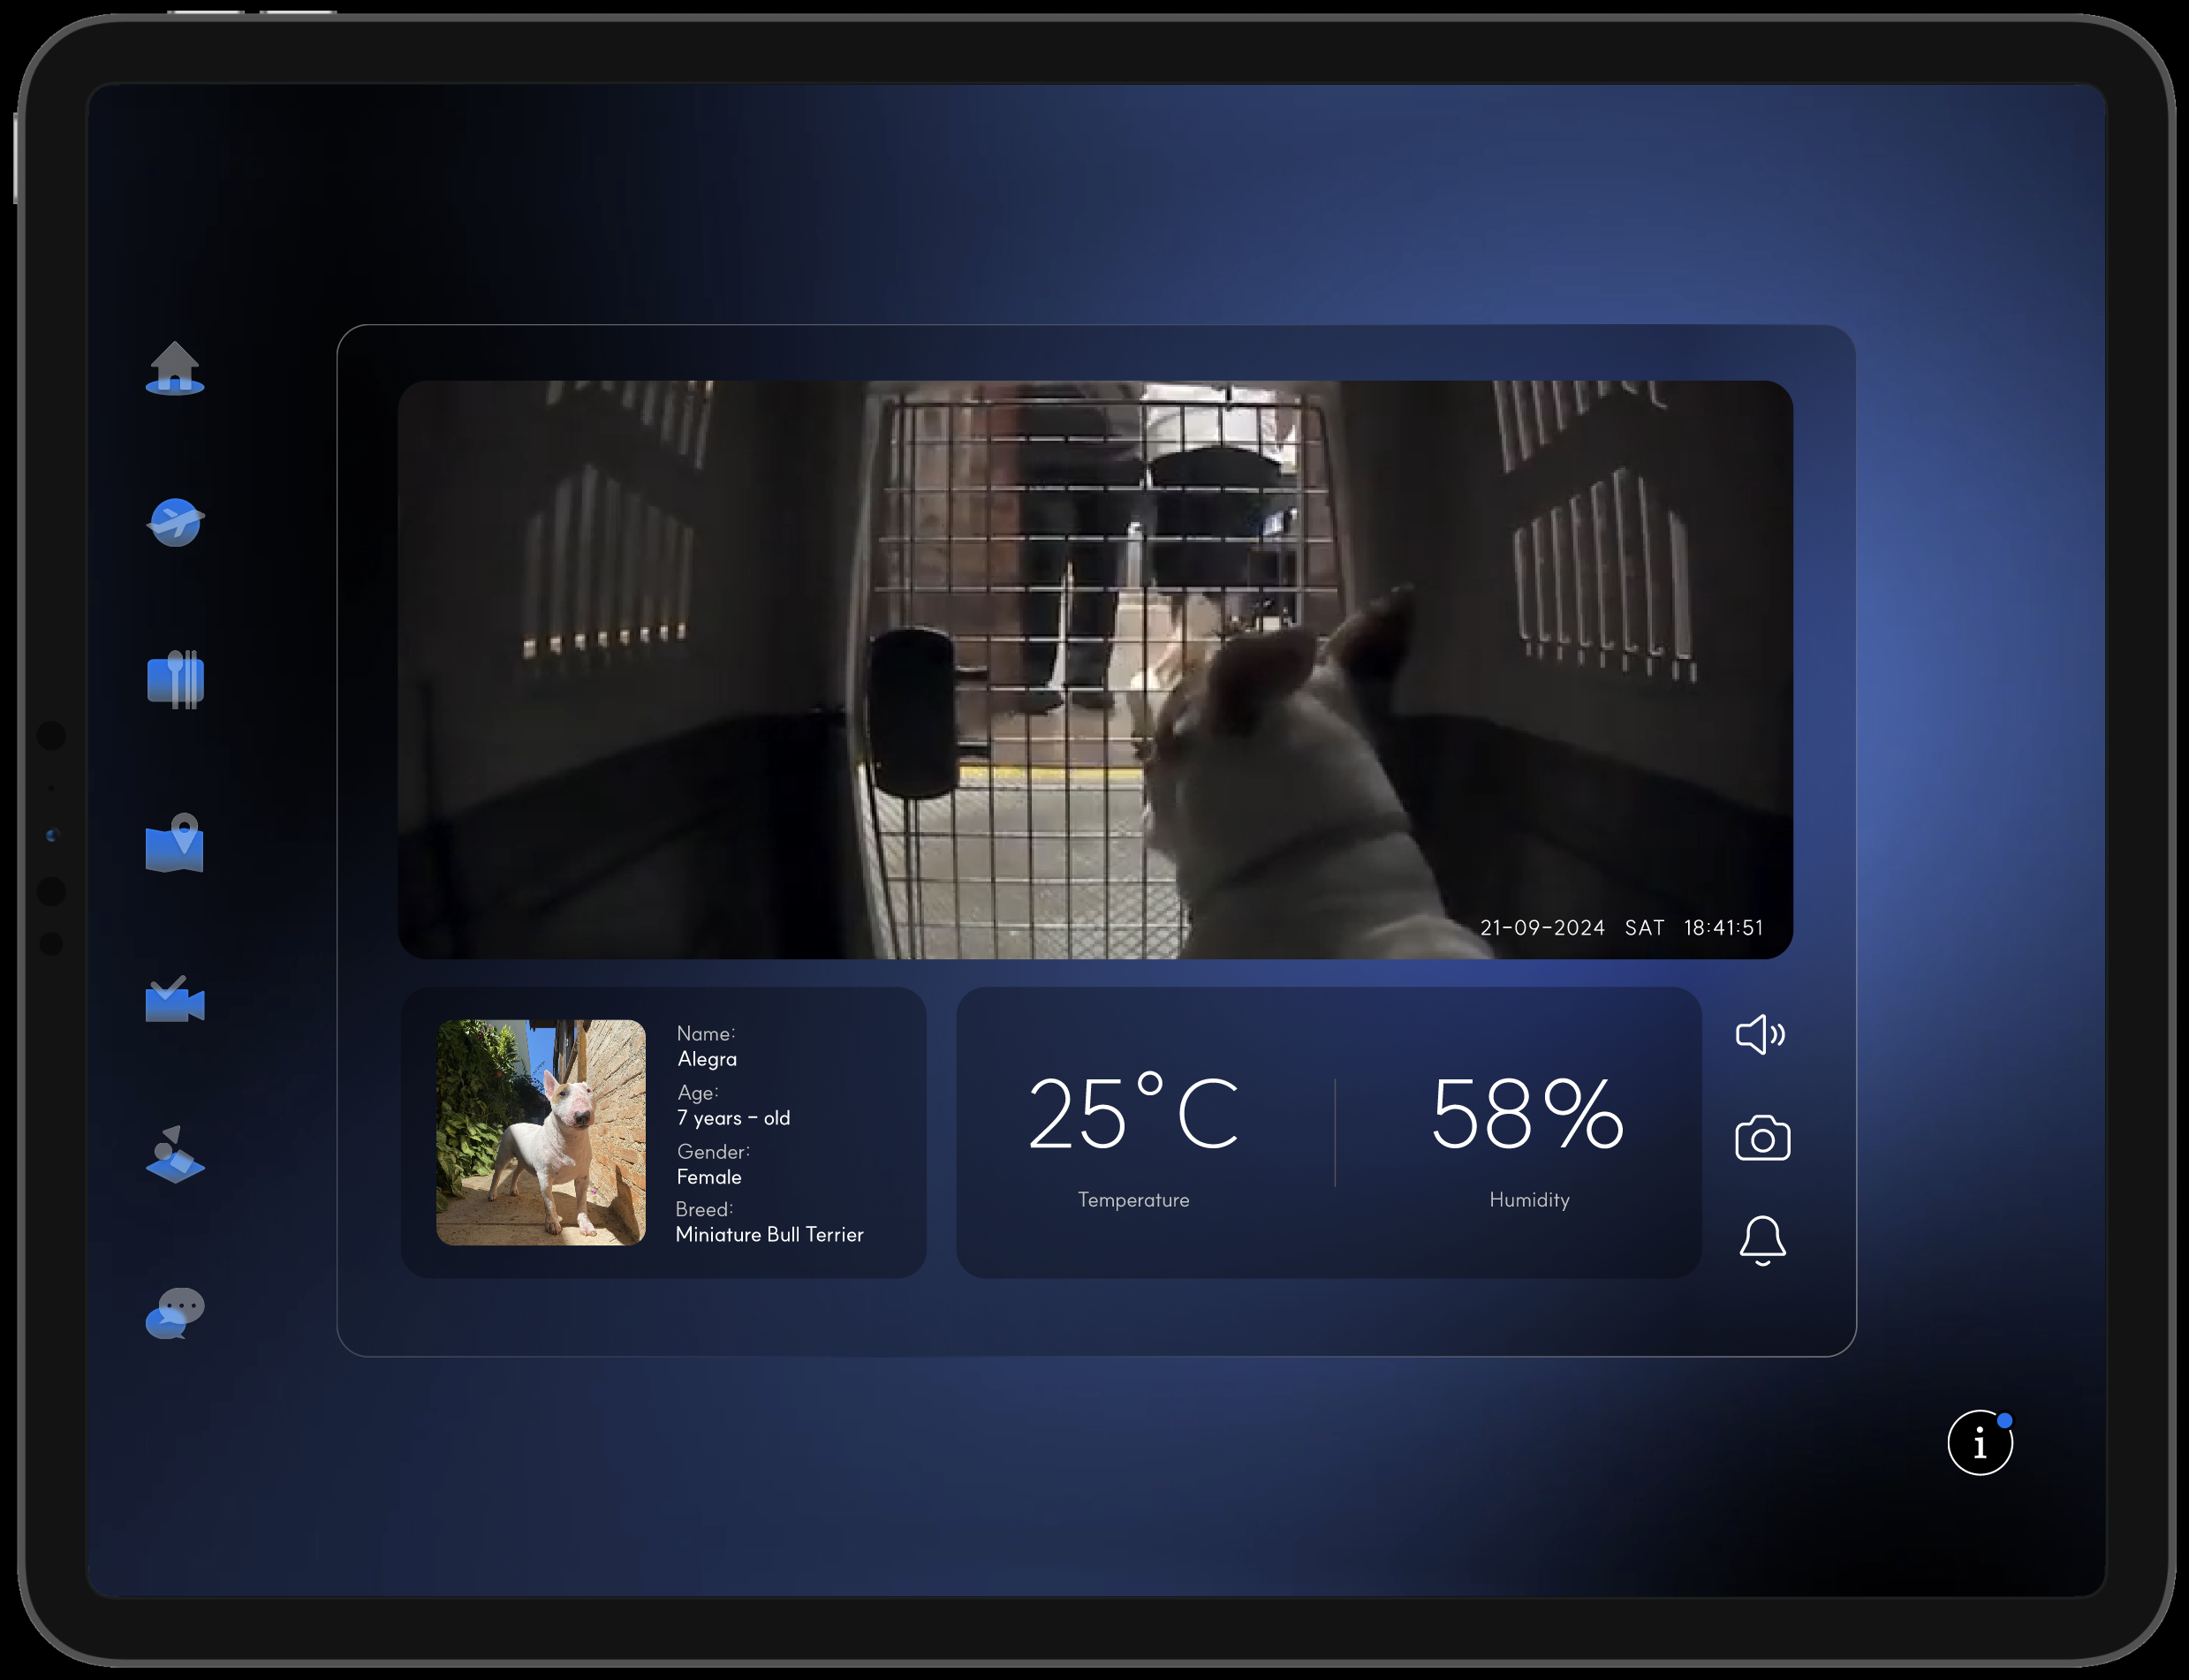 21-09-2024 SAT 18:41:51
Name:
Alegra
Age:
7 years - old
Gender:
Female
Breed:
Miniature Bull Terrier
25°C
Temperature
58%
Humidity
i